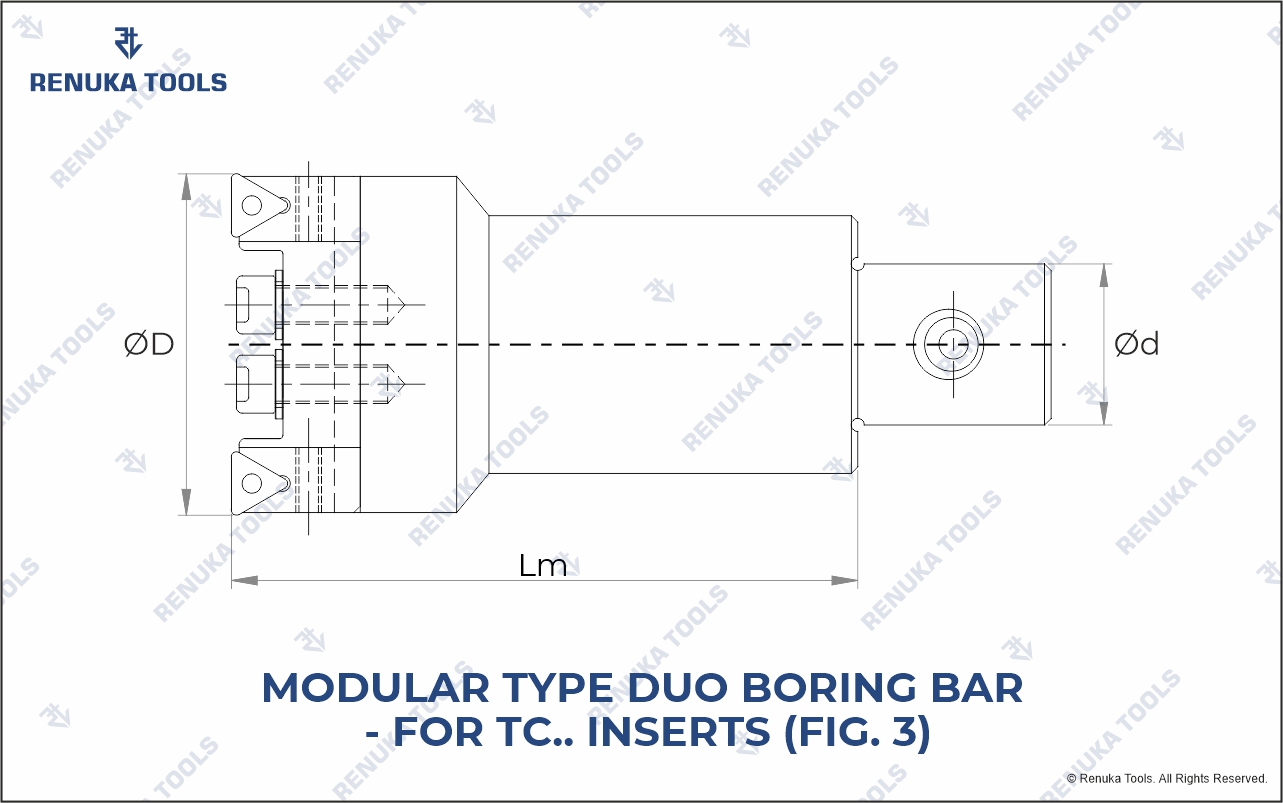 RENUKA TOOLS
ØD
Ød
Lm
MODULAR TYPE DUO BORING BAR
- FOR TC.. INSERTS (FIG. 3)
© Renuka Tools. All Rights Reserved.